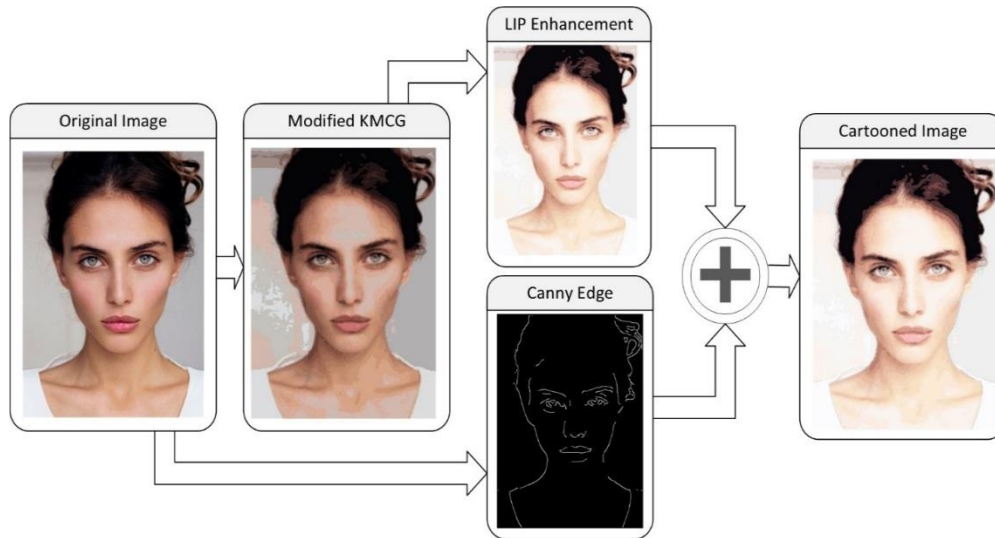 LIP Enhancement
Original Image
Modified KMCG
Cartooned Image
Canny Edge